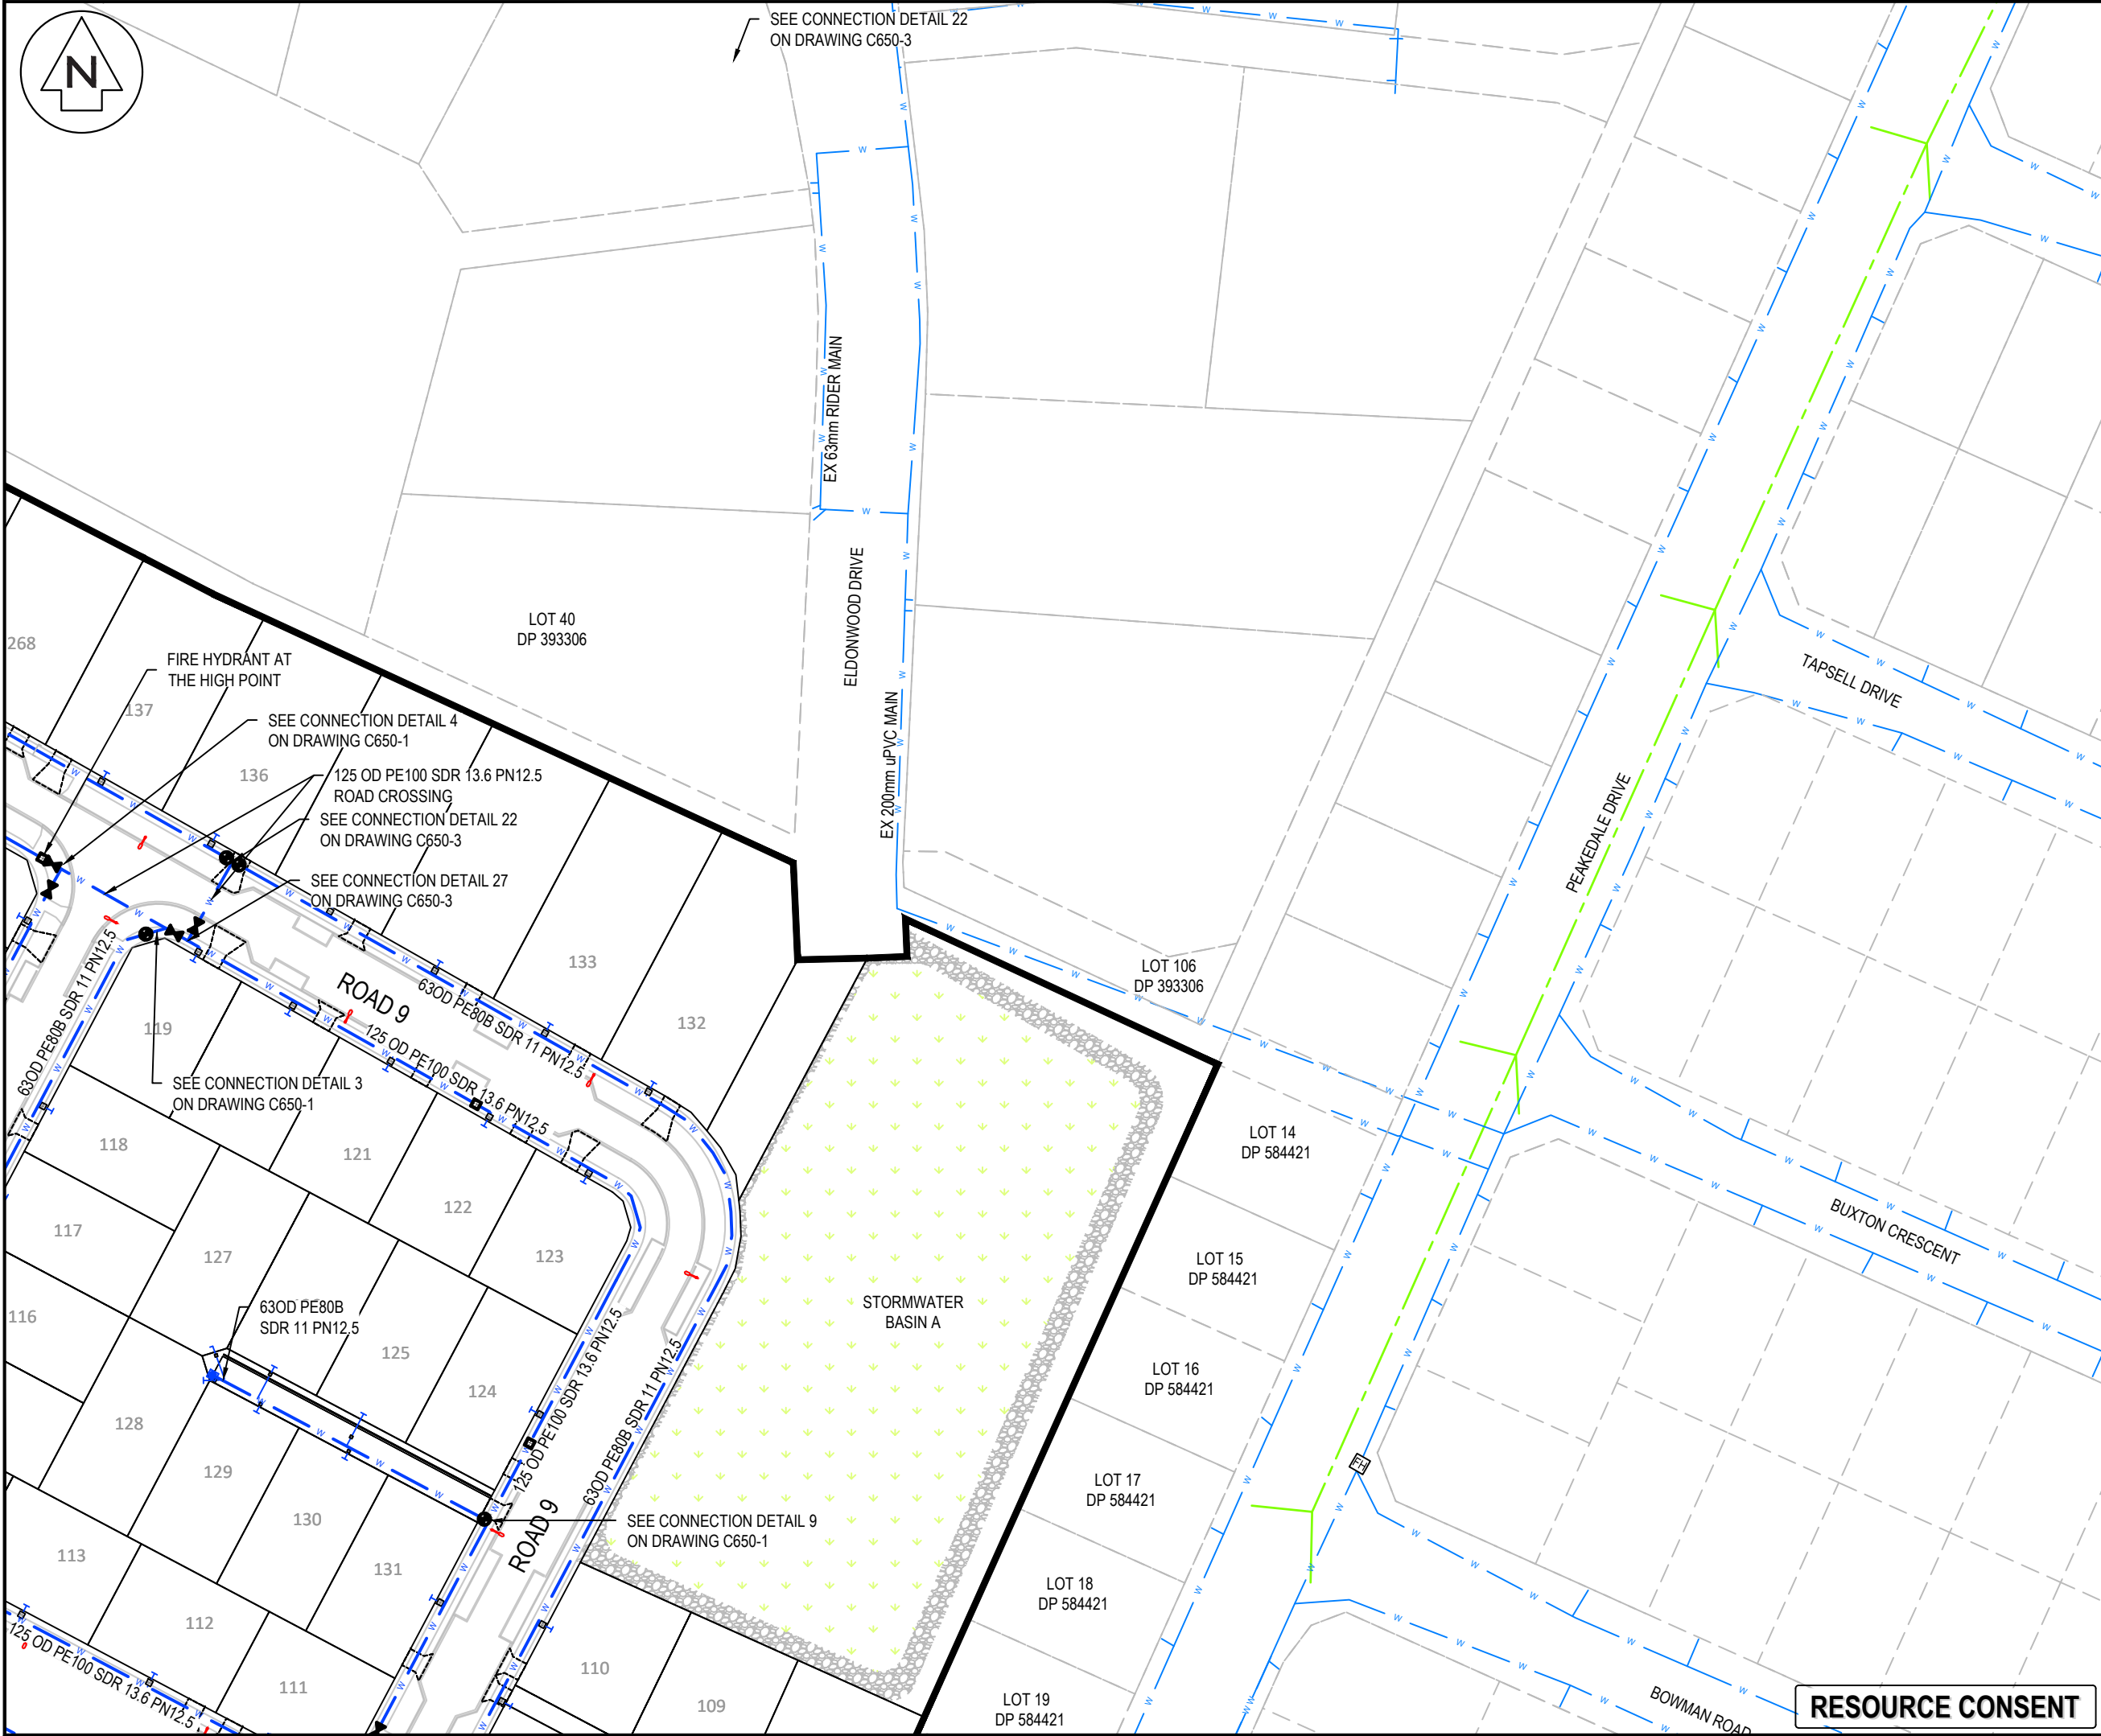 N
SEE CONNECTION DETAIL 22
ON DRAWING C650-3
EX 63mm RIDER MAIN
ELDONWOOD DRIVE
LOT 40
DP 393306
EX 200mm uPVC MAIN
268
FIRE HYDRANT AT
THE HIGH POINT
137
SEE CONNECTION DETAIL 4
ON DRAWING C650-1
136
125 OD PE100 SDR 13.6 PN12.5
ROAD CROSSING
SEE CONNECTION DETAIL 22
ON DRAWING C650-3
SEE CONNECTION DETAIL 27
ON DRAWING C650-3
TAPSELL DRIVE
PEAKEDALE DRIVE
133
132
LOT 106
DP 393306
ROAD 9
63OD PE80B SDR 11 PN12.5
63OD PE80B SDR 11 PN12.5
125 OD PE100 SDR 13.6 PN12.5
119
SEE CONNECTION DETAIL 3
ON DRAWING C650-1
118
121
122
123
LOT 14
DP 584421
BUXTON CRESCENT
117
127
LOT 15
DP 584421
116
63OD PE80B
SDR 11 PN12.5
STORMWATER
BASIN A
125
124
125 OD PE100 SDR 13.6 PN12.5
63OD PE80B SDR 11 PN12.5
LOT 16
DP 584421
128
129
130
131
ROAD 9
SEE CONNECTION DETAIL 9
ON DRAWING C650-1
LOT 17
DP 584421
FH
113
112
111
125 OD PE100 SDR 13.6 PN12.5
110
109
LOT 18
DP 584421
LOT 19
DP 584421
BOWMAN ROAD
RESOURCE CONSENT